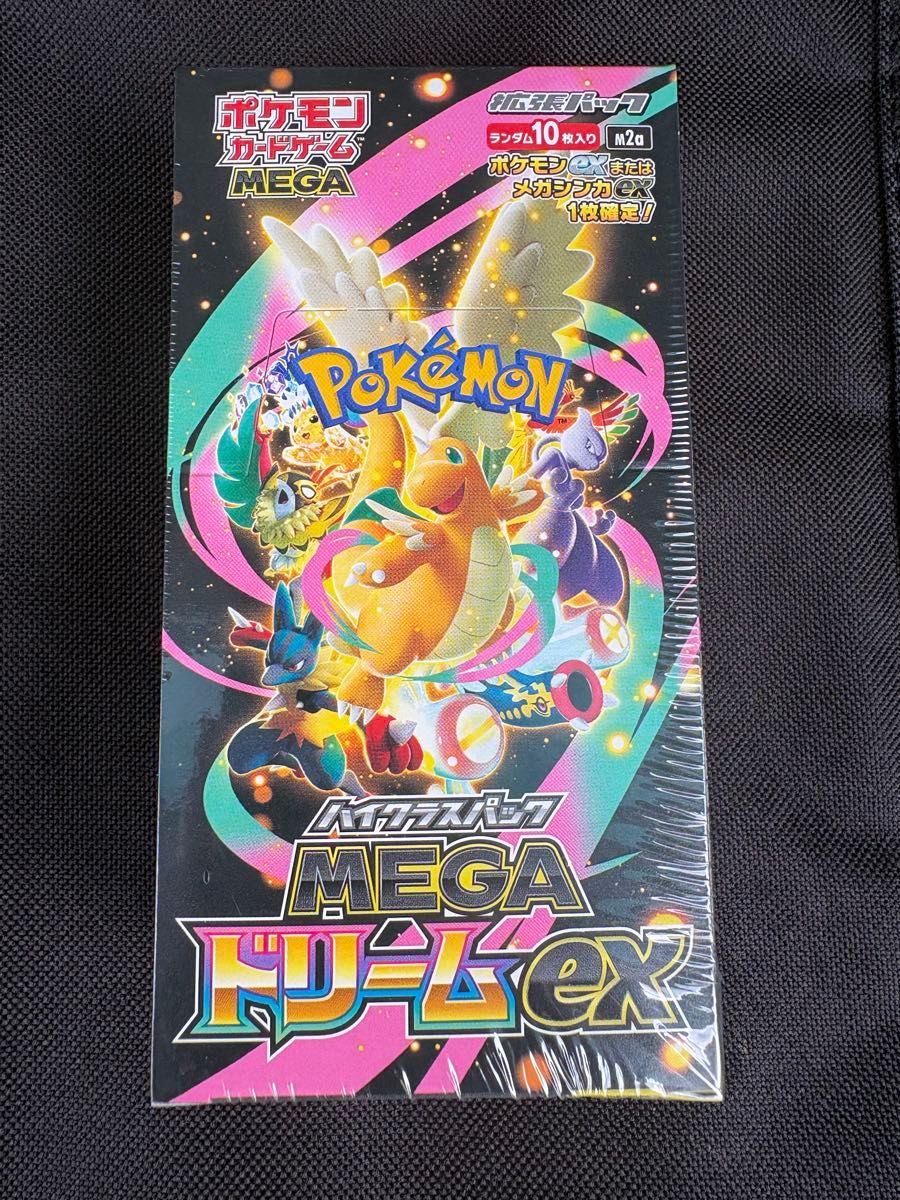 ポケモン
カードゲーム™
MEGA
拡張パック
ランダム10枚入り M2a
ポケモンexまたは
メガシンカex
1枚確定!
POKéMON™
ハイクラスパック
MEGA
ドリームex